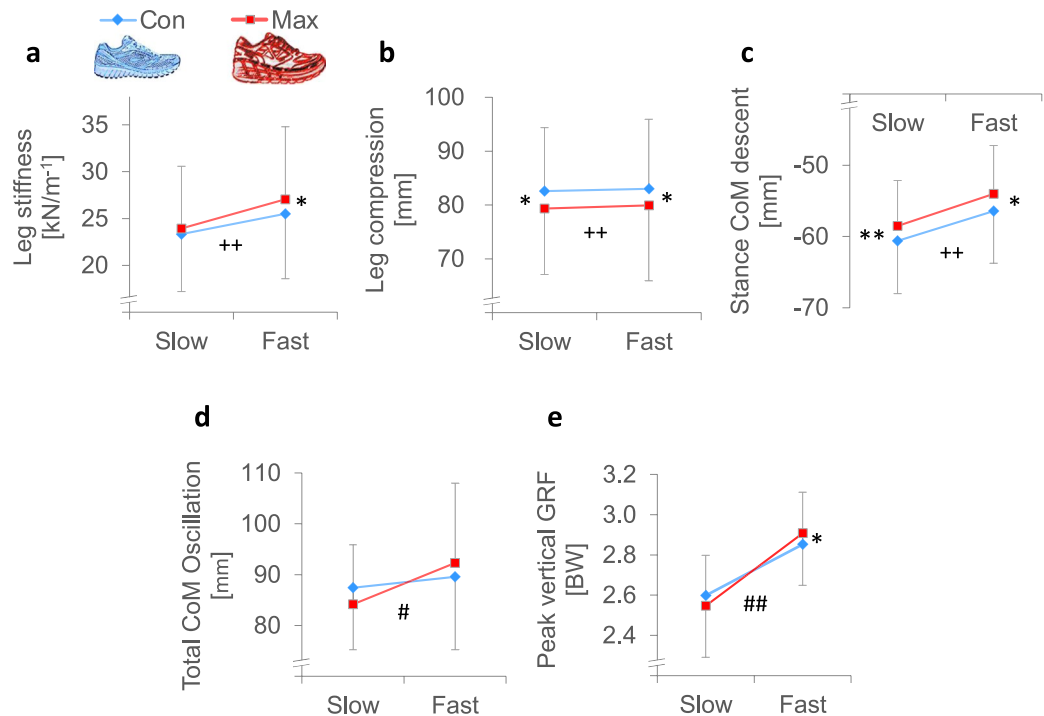 Con Max
a
Leg stiffness
[kN/m⁻¹]
35
30
25
20
*
++
Slow Fast
b
Leg compression
[mm]
100
90
80
70
* *
++
Slow Fast
c
Stance CoM descent
[mm]
Slow Fast
-50
-60
-70
** *
++
d
Total CoM Oscillation
[mm]
110
100
90
80
#
Slow Fast
e
Peak vertical GRF
[BW]
3.2
3.0
2.8
2.6
2.4
*
##
Slow Fast